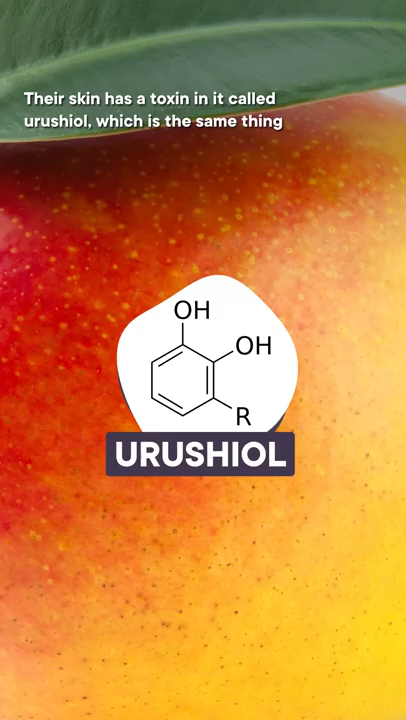 Their skin has a toxin in it called
urushiol, which is the same thing
OH
OH
R
URUSHIOL